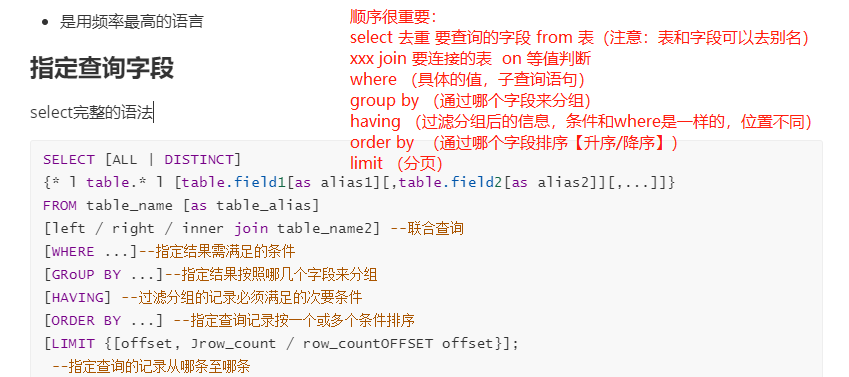 是用频率最高的语言
指定查询字段
select完整的语法
顺序很重要：
select 去重 要查询的字段 from 表（注意：表和字段可以去别名）
xxx join 要连接的表 on 等值判断
where （具体的值，子查询语句）
group by （通过哪个字段来分组）
having （过滤分组后的信息，条件和where是一样的，位置不同）
order by （通过哪个字段排序【升序/降序】）
limit （分页）
SELECT [ALL | DISTINCT]
{* l table.* l [table.field1[as alias1][,table.field2[as alias2]][,...]]}
FROM table_name [as table_alias]
[left / right / inner join table_name2] --联合查询
[WHERE ...]--指定结果需满足的条件
[GRoUP BY ...]--指定结果按照哪几个字段来分组
[HAVING] --过滤分组的记录必须满足的次要条件
[ORDER BY ...] --指定查询记录按一个或多个条件排序
[LIMIT {[offset, Jrow_count / row_countOFFSET offset}];
--指定查询的记录从哪条至哪条